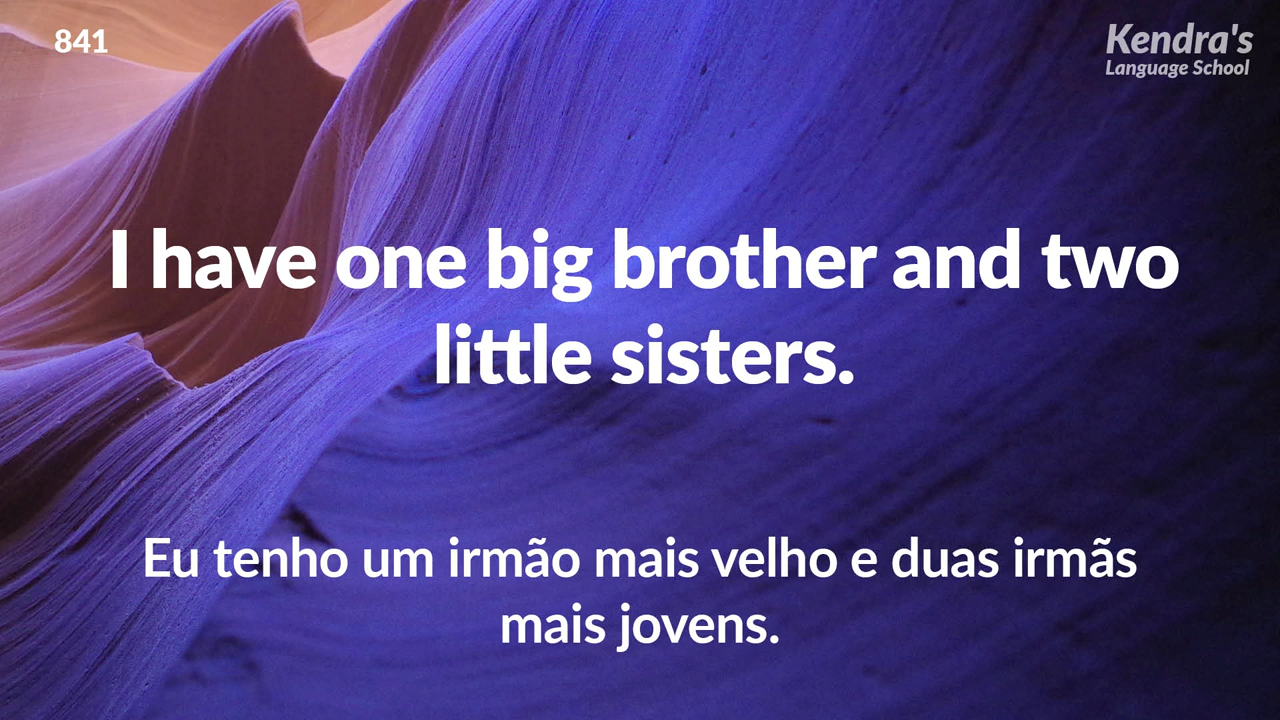 841
Kendra's
Language School
I have one big brother and two
little sisters.
Eu tenho um irmão mais velho e duas irmãs
mais jovens.